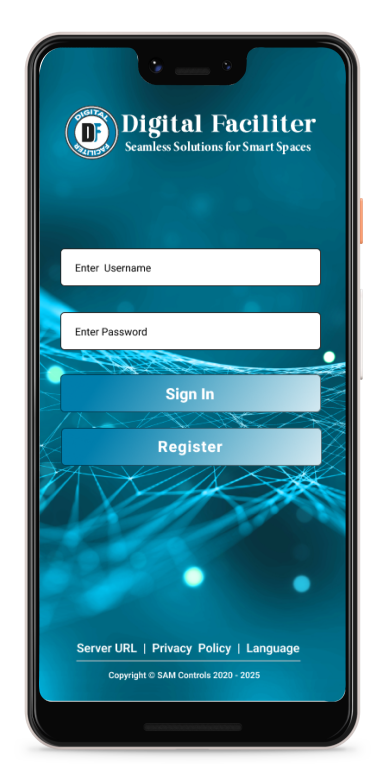 DIGITAL
DF
FACILITER
Digital Faciliter
Seamless Solutions for Smart Spaces
Enter Username
Enter Password
Sign In
Register
Server URL | Privacy Policy | Language
Copyright © SAM Controls 2020 - 2025